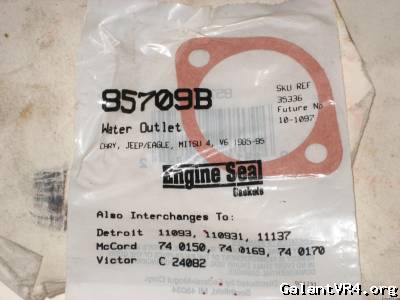 95709B
SKU REF
35336
Future No
10-1097
Water Outlet
CHRY, JEEP/EAGLE, MITSU 4, V6 1985-95
Engine Seal
Gaskets
Also Interchanges To:
Detroit 11093, 110931, 11137
McCord 74 0150, 74 0169, 74 0170
Victor C 24082
GalantVR4.org